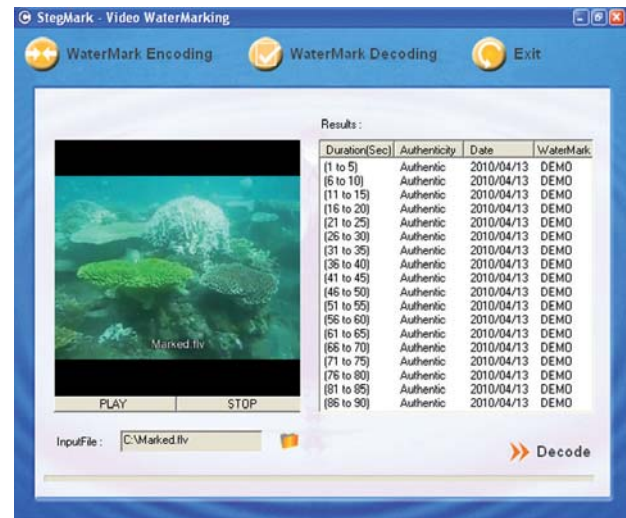 StegMark - Video WaterMarking
WaterMark Encoding WaterMark Decoding Exit
Results :
Duration(Sec) Authenticity Date WaterMark
(1 to 5) Authentic 2010/04/13 DEMO
(6 to 10) Authentic 2010/04/13 DEMO
(11 to 15) Authentic 2010/04/13 DEMO
(16 to 20) Authentic 2010/04/13 DEMO
(21 to 25) Authentic 2010/04/13 DEMO
(26 to 30) Authentic 2010/04/13 DEMO
(31 to 35) Authentic 2010/04/13 DEMO
(36 to 40) Authentic 2010/04/13 DEMO
(41 to 45) Authentic 2010/04/13 DEMO
(46 to 50) Authentic 2010/04/13 DEMO
(51 to 55) Authentic 2010/04/13 DEMO
(56 to 60) Authentic 2010/04/13 DEMO
(61 to 65) Authentic 2010/04/13 DEMO
(66 to 70) Authentic 2010/04/13 DEMO
(71 to 75) Authentic 2010/04/13 DEMO
(76 to 80) Authentic 2010/04/13 DEMO
(81 to 85) Authentic 2010/04/13 DEMO
(86 to 90) Authentic 2010/04/13 DEMO
Marked.flv
PLAY STOP
InputFile : C:\Marked.flv
Decode